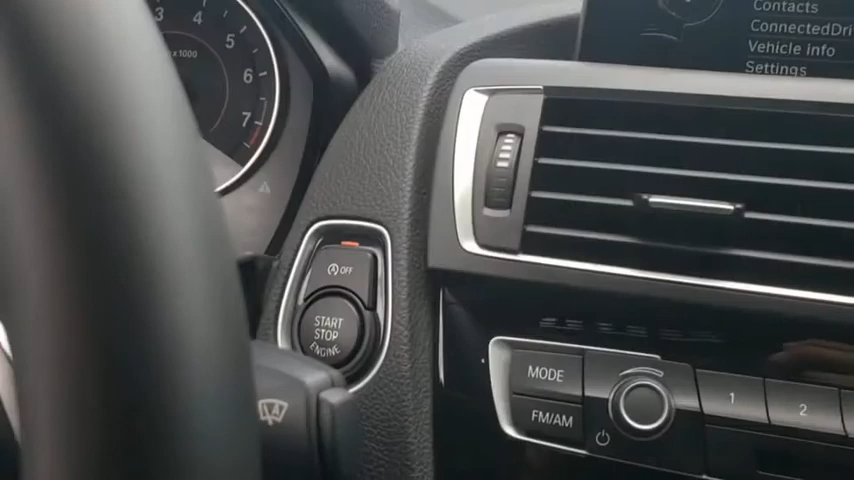 3
4
5
6
7
x 1000
Contacts
ConnectedDri
Vehicle info
Settings
A OFF
START
STOP
ENGINE
A
MODE
FM/AM
1
2